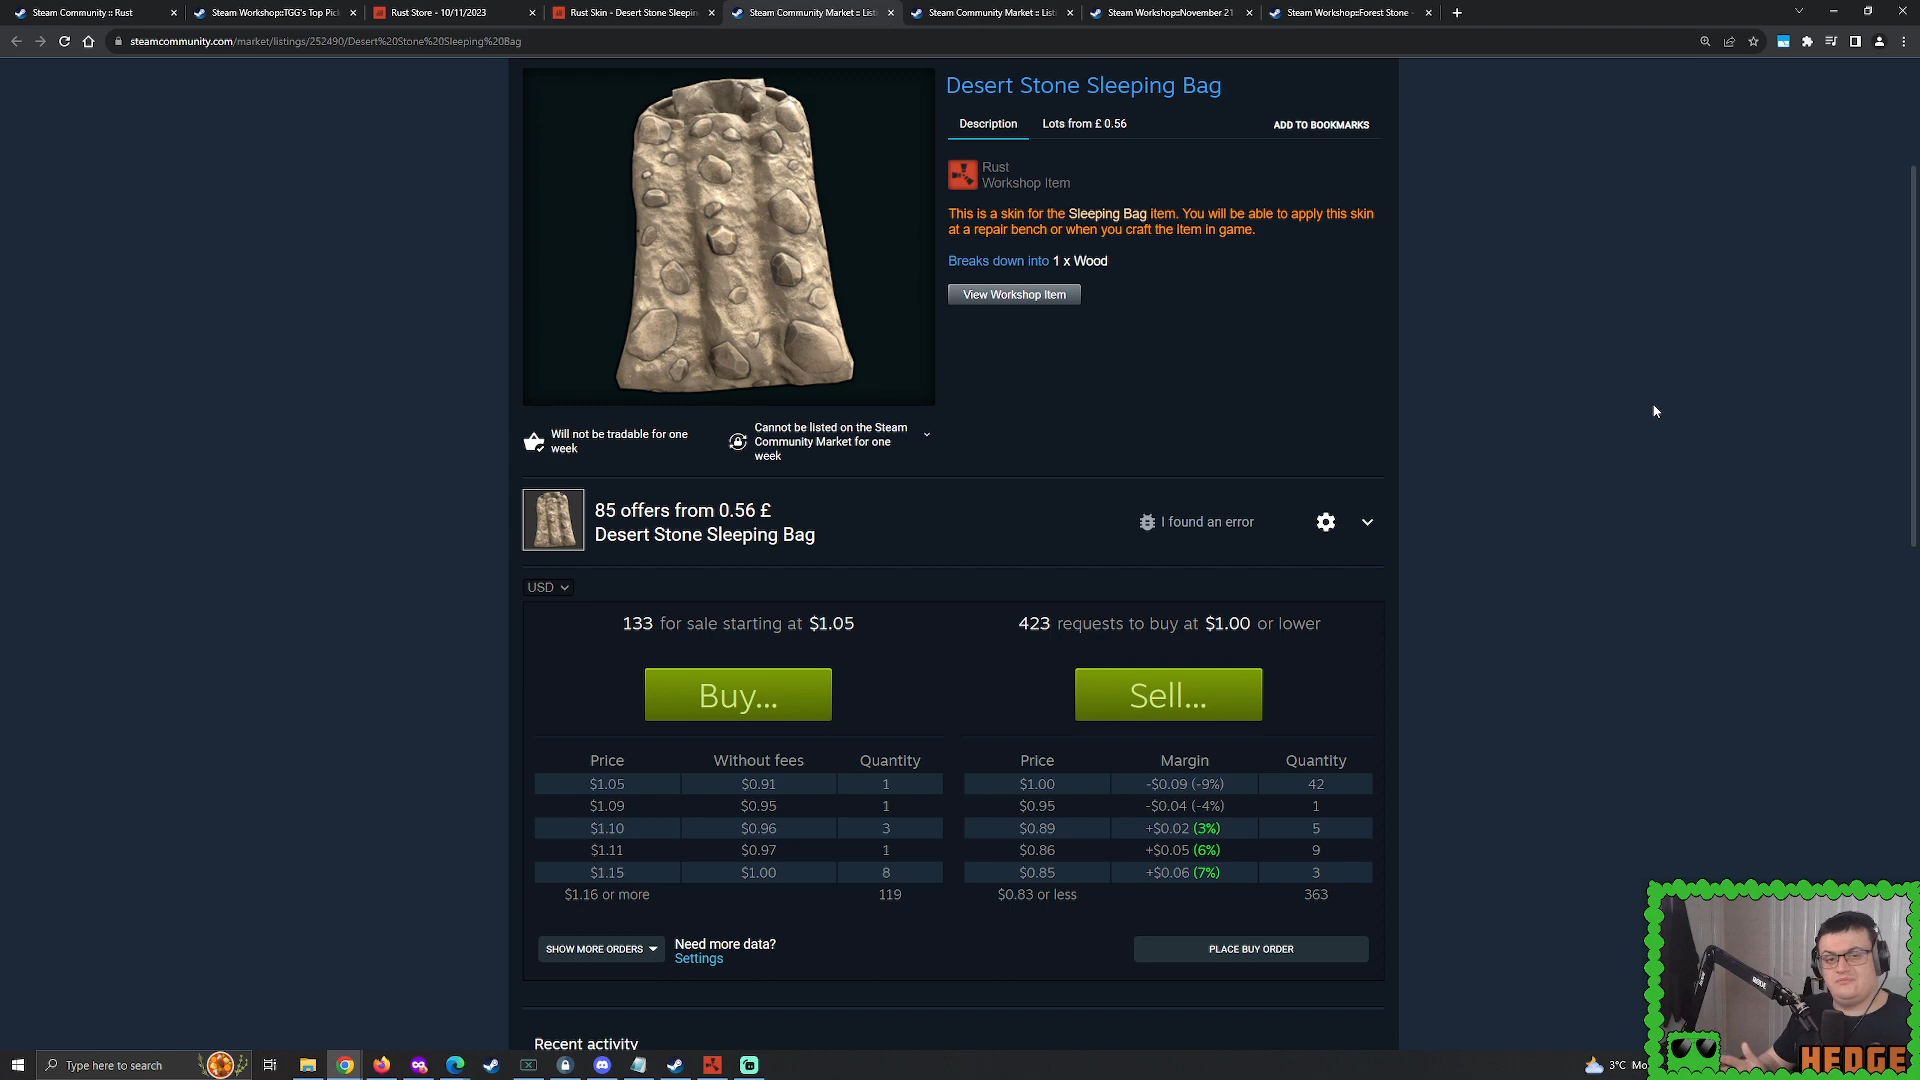 Steam Community :: Rust
Steam Workshop::TGG's Top Pick
Rust Store - 10/11/2023
Rust Skin - Desert Stone Sleepin
Steam Community Market :: Listi
Steam Community Market :: Listi
Steam Workshop::November 21
Steam Workshop::Forest Stone -
steamcommunity.com/market/listings/252490/Desert%20Stone%20Sleeping%20Bag
Desert Stone Sleeping Bag
Description
Lots from £ 0.56
ADD TO BOOKMARKS
Rust
Workshop Item
This is a skin for the Sleeping Bag item. You will be able to apply this skin
at a repair bench or when you craft the item in game.
Breaks down into 1 x Wood
View Workshop Item
Will not be tradable for one
week
Cannot be listed on the Steam
Community Market for one
week
85 offers from 0.56 £
Desert Stone Sleeping Bag
I found an error
USD
133 for sale starting at $1.05
423 requests to buy at $1.00 or lower
Buy...
Sell...
Price Without fees Quantity
$1.05 $0.91 1
$1.09 $0.95 1
$1.10 $0.96 3
$1.11 $0.97 1
$1.15 $1.00 8
$1.16 or more 119
Price Margin Quantity
$1.00 -$0.09 (-9%) 42
$0.95 -$0.04 (-4%) 1
$0.89 +$0.02 (3%) 5
$0.86 +$0.05 (6%) 9
$0.85 +$0.06 (7%) 3
$0.83 or less 363
SHOW MORE ORDERS
Need more data?
Settings
PLACE BUY ORDER
Recent activity
Type here to search
3°C Mo
RODE
HEDGE